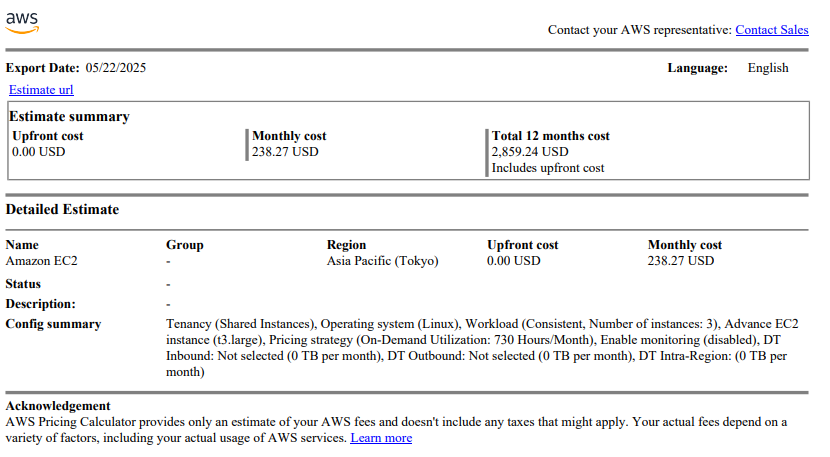 aws
Contact your AWS representative: Contact Sales
Export Date: 05/22/2025 Language: English
Estimate url
Estimate summary
Upfront cost Monthly cost Total 12 months cost
0.00 USD 238.27 USD 2,859.24 USD
Includes upfront cost
Detailed Estimate
Name Group Region Upfront cost Monthly cost
Amazon EC2 - Asia Pacific (Tokyo) 0.00 USD 238.27 USD
Status -
Description: -
Config summary Tenancy (Shared Instances), Operating system (Linux), Workload (Consistent, Number of instances: 3), Advance EC2
instance (t3.large), Pricing strategy (On-Demand Utilization: 730 Hours/Month), Enable monitoring (disabled), DT
Inbound: Not selected (0 TB per month), DT Outbound: Not selected (0 TB per month), DT Intra-Region: (0 TB per
month)
Acknowledgement
AWS Pricing Calculator provides only an estimate of your AWS fees and doesn't include any taxes that might apply. Your actual fees depend on a
variety of factors, including your actual usage of AWS services. Learn more